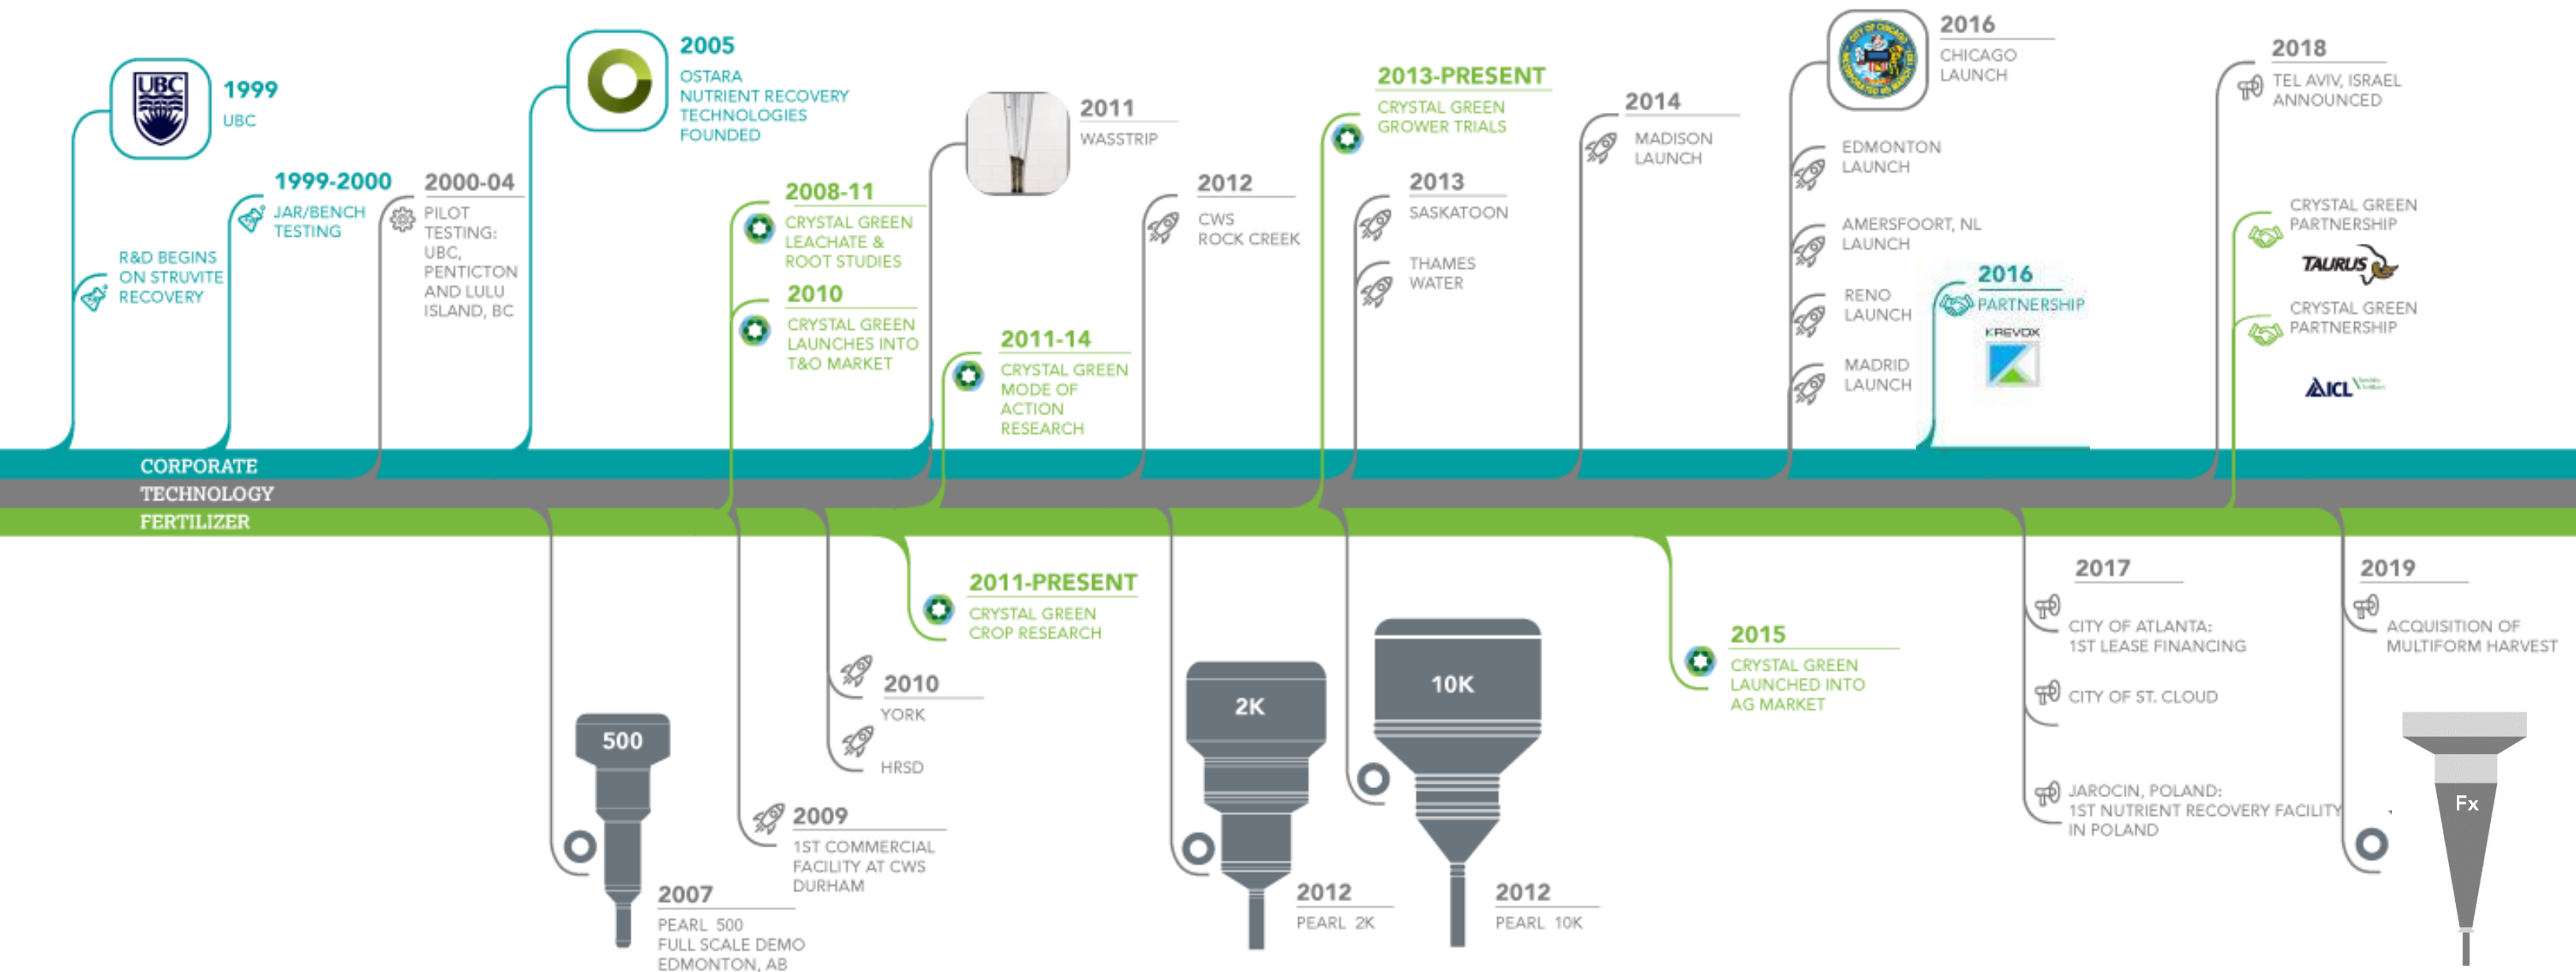 UBC
1999
UBC
R&D BEGINS
ON STRUVITE
RECOVERY
1999-2000
JAR/BENCH
TESTING
2000-04
PILOT
TESTING:
UBC,
PENTICTON
AND LULU
ISLAND, BC
2005
OSTARA
NUTRIENT RECOVERY
TECHNOLOGIES
FOUNDED
2008-11
CRYSTAL GREEN
LEACHATE &
ROOT STUDIES
2010
CRYSTAL GREEN
LAUNCHES INTO
T&O MARKET
2011
WASSTRIP
2011-14
CRYSTAL GREEN
MODE OF
ACTION
RESEARCH
2012
CWS
ROCK CREEK
2013-PRESENT
CRYSTAL GREEN
GROWER TRIALS
2013
SASKATOON
THAMES
WATER
2014
MADISON
LAUNCH
CITY OF CHICAGO
2016
CHICAGO
LAUNCH
EDMONTON
LAUNCH
AMERSFOORT, NL
LAUNCH
RENO
LAUNCH
MADRID
LAUNCH
2016
PARTNERSHIP
KREVOX
2018
TEL AVIV, ISRAEL
ANNOUNCED
CRYSTAL GREEN
PARTNERSHIP
TAURUS
CRYSTAL GREEN
PARTNERSHIP
ICL
CORPORATE
TECHNOLOGY
FERTILIZER
500
2007
PEARL 500
FULL SCALE DEMO
EDMONTON, AB
2009
1ST COMMERCIAL
FACILITY AT CWS
DURHAM
2010
YORK
HRSD
2011-PRESENT
CRYSTAL GREEN
CROP RESEARCH
2K
2012
PEARL 2K
10K
2012
PEARL 10K
2015
CRYSTAL GREEN
LAUNCHED INTO
AG MARKET
2017
CITY OF ATLANTA:
1ST LEASE FINANCING
CITY OF ST. CLOUD
JAROCIN, POLAND:
1ST NUTRIENT RECOVERY FACILITY
IN POLAND
2019
ACQUISITION OF
MULTIFORM HARVEST
Fx